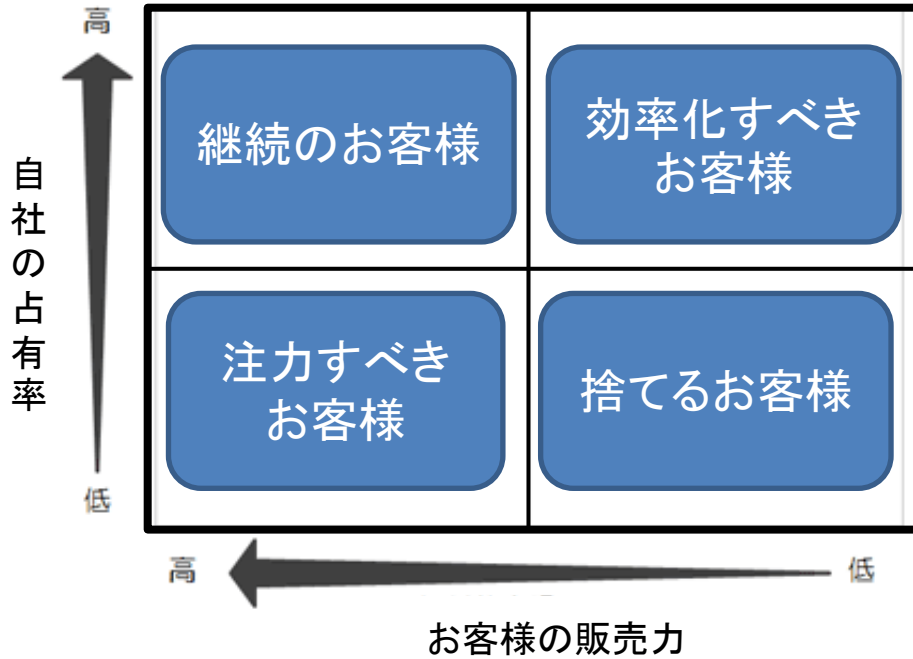 高
継続のお客様
効率化すべき
お客様
自社の占有率
注力すべき
お客様
捨てるお客様
低
高
低
お客様の販売力